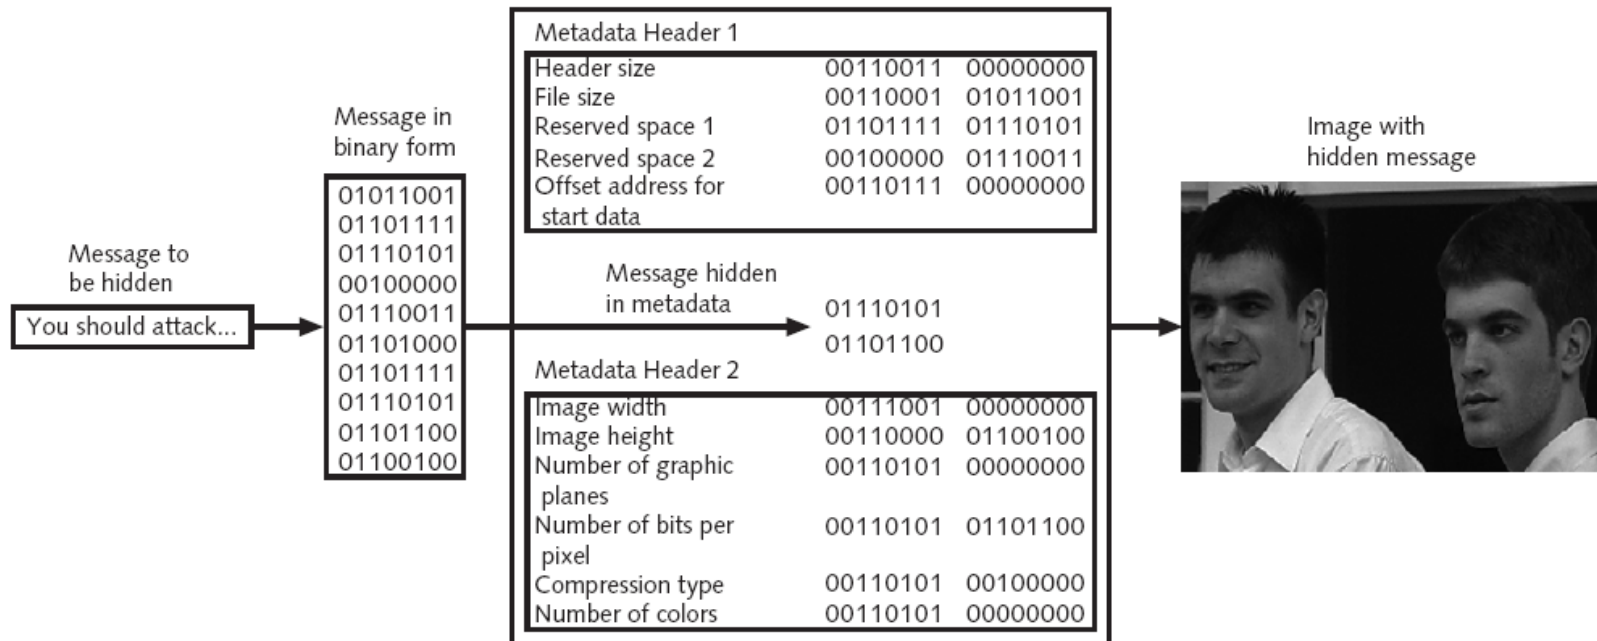 Message to
be hidden
You should attack...
Message in
binary form
01011001
01101111
01110101
00100000
01110011
01101000
01101111
01110101
01101100
01100100
Metadata Header 1
Header size 00110011 00000000
File size 00110001 01011001
Reserved space 1 01101111 01110101
Reserved space 2 00100000 01110011
Offset address for 00110111 00000000
start data
Message hidden
in metadata
01110101
01101100
Metadata Header 2
Image width 00111001 00000000
Image height 00110000 01100100
Number of graphic 00110101 00000000
planes
Number of bits per 00110101 01101100
pixel
Compression type 00110101 00100000
Number of colors 00110101 00000000
Image with
hidden message